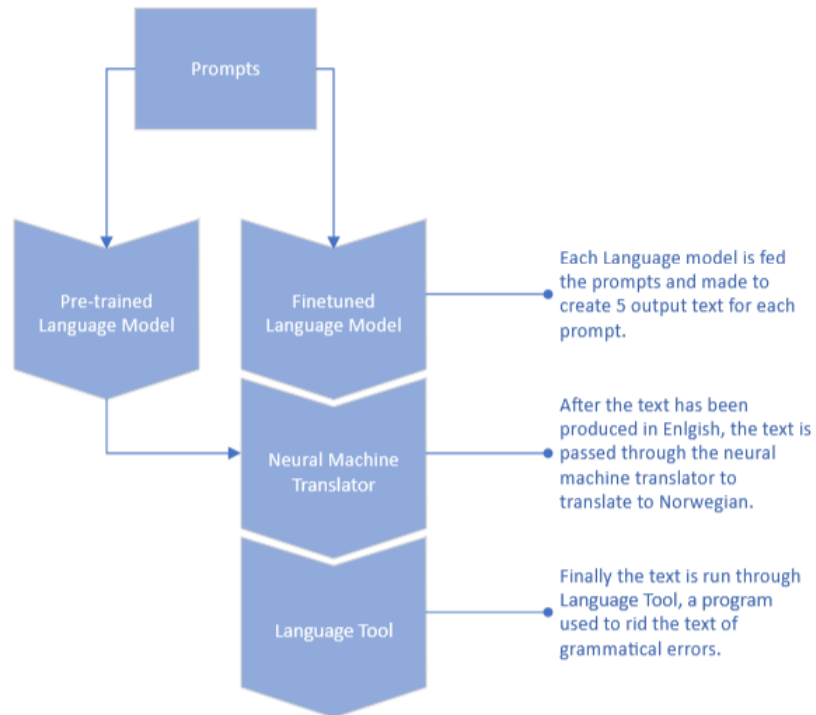 Prompts
Pre-trained
Language Model
Finetuned
Language Model
Each Language model is fed
the prompts and made to
create 5 output text for each
prompt.
Neural Machine
Translator
After the text has been
produced in Enlgish, the text is
passed through the neural
machine translator to
translate to Norwegian.
Language Tool
Finally the text is run through
Language Tool, a program
used to rid the text of
grammatical errors.